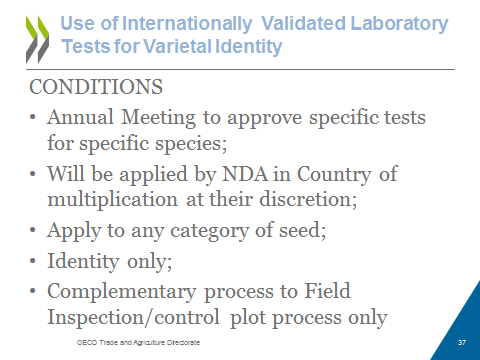 Use of Internationally Validated Laboratory
Tests for Varietal Identity
CONDITIONS
• Annual Meeting to approve specific tests
for specific species;
• Will be applied by NDA in Country of
multiplication at their discretion;
• Apply to any category of seed;
• Identity only;
• Complementary process to Field
Inspection/control plot process only
OECD Trade and Agriculture Directorate
37